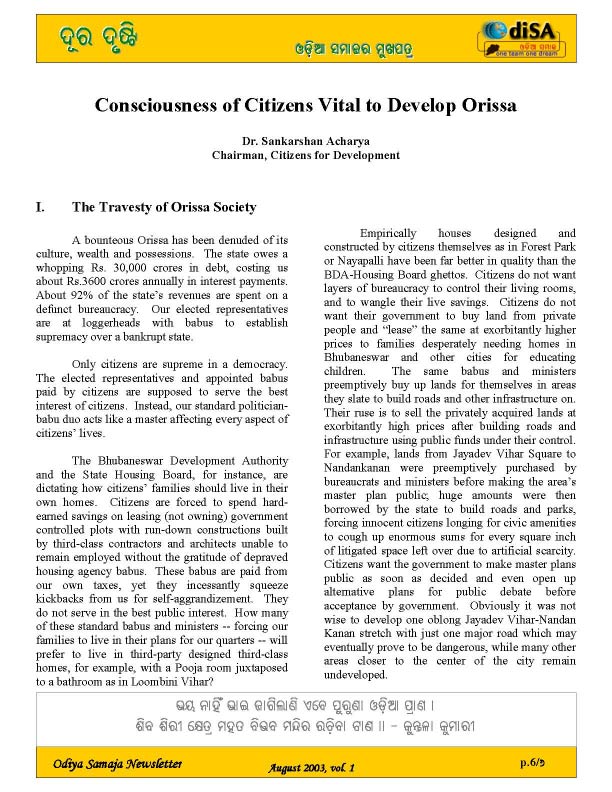 ଦୂର ଦୃଷ୍ଟି
ଓଡ଼ିଆ ସମାଜର ମୁଖପତ୍ର
OdiSA
ଓଡ଼ିଆ ସମାଜ
one team one dream
Consciousness of Citizens Vital to Develop Orissa
Dr. Sankarshan Acharya
Chairman, Citizens for Development
I. The Travesty of Orissa Society
A bounteous Orissa has been denuded of its
culture, wealth and possessions. The state owes a
whopping Rs. 30,000 crores in debt, costing us
about Rs.3600 crores annually in interest payments.
About 92% of the state's revenues are spent on a
defunct bureaucracy. Our elected representatives
are at loggerheads with babus to establish
supremacy over a bankrupt state.
Only citizens are supreme in a democracy.
The elected representatives and appointed babus
paid by citizens are supposed to serve the best
interest of citizens. Instead, our standard politician-
babu duo acts like a master affecting every aspect of
citizens' lives.
The Bhubaneswar Development Authority
and the State Housing Board, for instance, are
dictating how citizens' families should live in their
own homes. Citizens are forced to spend hard-
earned savings on leasing (not owning) government
controlled plots with run-down constructions built
by third-class contractors and architects unable to
remain employed without the gratitude of depraved
housing agency babus. These babus are paid from
our own taxes, yet they incessantly squeeze
kickbacks from us for self-aggrandizement. They
do not serve in the best public interest. How many
of these standard babus and ministers -- forcing our
families to live in their plans for our quarters -- will
prefer to live in third-party designed third-class
homes, for example, with a Pooja room juxtaposed
to a bathroom as in Loombini Vihar?
Empirically houses designed and
constructed by citizens themselves as in Forest Park
or Nayapalli have been far better in quality than the
BDA-Housing Board ghettos. Citizens do not want
layers of bureaucracy to control their living rooms,
and to wangle their live savings. Citizens do not
want their government to buy land from private
people and “lease” the same at exorbitantly higher
prices to families desperately needing homes in
Bhubaneswar and other cities for educating
children. The same babus and ministers
preemptively buy up lands for themselves in areas
they slate to build roads and other infrastructure on.
Their ruse is to sell the privately acquired lands at
exorbitantly high prices after building roads and
infrastructure using public funds under their control.
For example, lands from Jayadev Vihar Square to
Nandankanan were preemptively purchased by
bureaucrats and ministers before making the area's
master plan public; huge amounts were then
borrowed by the state to build roads and parks,
forcing innocent citizens longing for civic amenities
to cough up enormous sums for every square inch
of litigated space left over due to artificial scarcity.
Citizens want the government to make master plans
public as soon as decided and even open up
alternative plans for public debate before
acceptance by government. Obviously it was not
wise to develop one oblong Jayadev Vihar-Nandan
Kanan stretch with just one major road which may
eventually prove to be dangerous, while many other
areas closer to the center of the city remain
undeveloped.
ଭୟ ନାହିଁ ଭାଇ ଜାଗିଲାଣି ଏବେ ପୁରୁଣା ଓଡ଼ିଆ ପ୍ରାଣ ।
ଶିବ ଶିରୀ କ୍ଷେତ୍ର ମହତ ବିଭବ ମନ୍ଦିର ରଚ଼ିବା ଟାଣ ।। – କୁନ୍ତଳା କୁମାରୀ
Odiya Samaja Newsletter
August 2003, vol. 1
p.6/୭